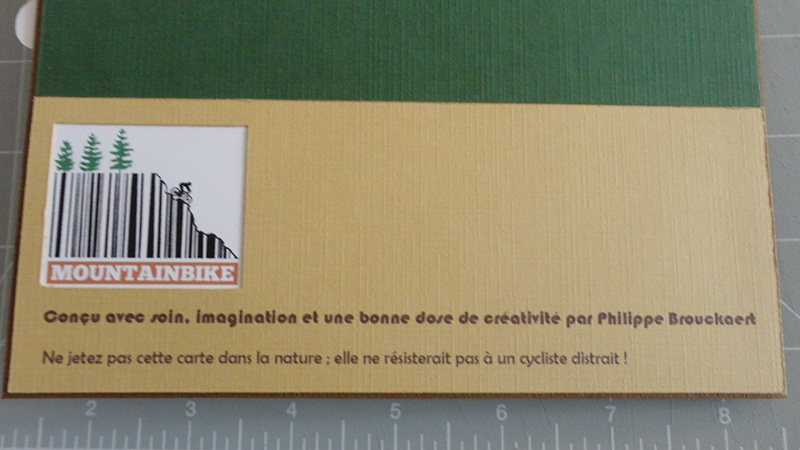 MOUNTAINBIKE
Conçu avec soin, imagination et une bonne dose de créativité par Philippe Brouckaert
Ne jetez pas cette carte dans la nature ; elle ne résisterait pas à un cycliste distrait !
2 3 4 5 6 7 8